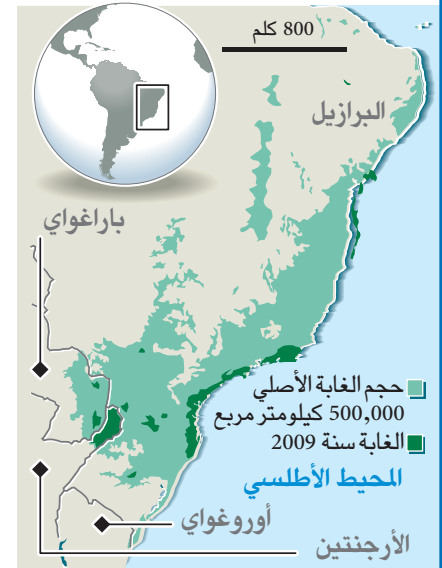 800 كلم
البرازيل
باراغواي
حجم الغابة الأصلي
500,000 كيلومتر مربع
الغابة سنة 2009
المحيط الأطلسي
أوروغواي
الأرجنتين